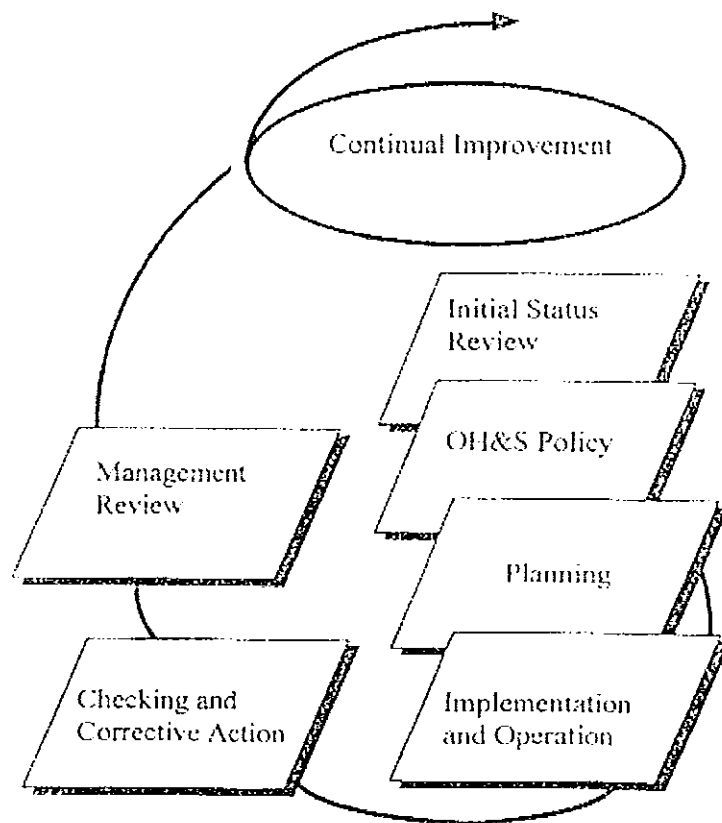 Continual Improvement
Initial Status
Review
OH&S Policy
Management
Review
Planning
Checking and
Corrective Action
Implementation
and Operation